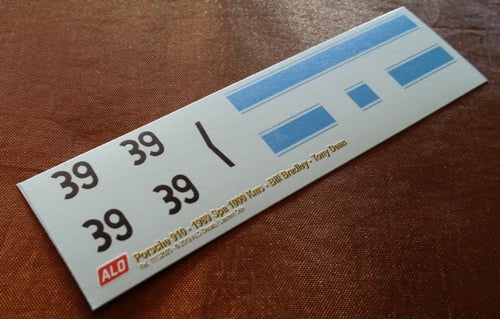 39 39
39 39
ALO
Porsche 910 - 1969 Spa 1000 Kms - Bill Bradley - Tony Dean